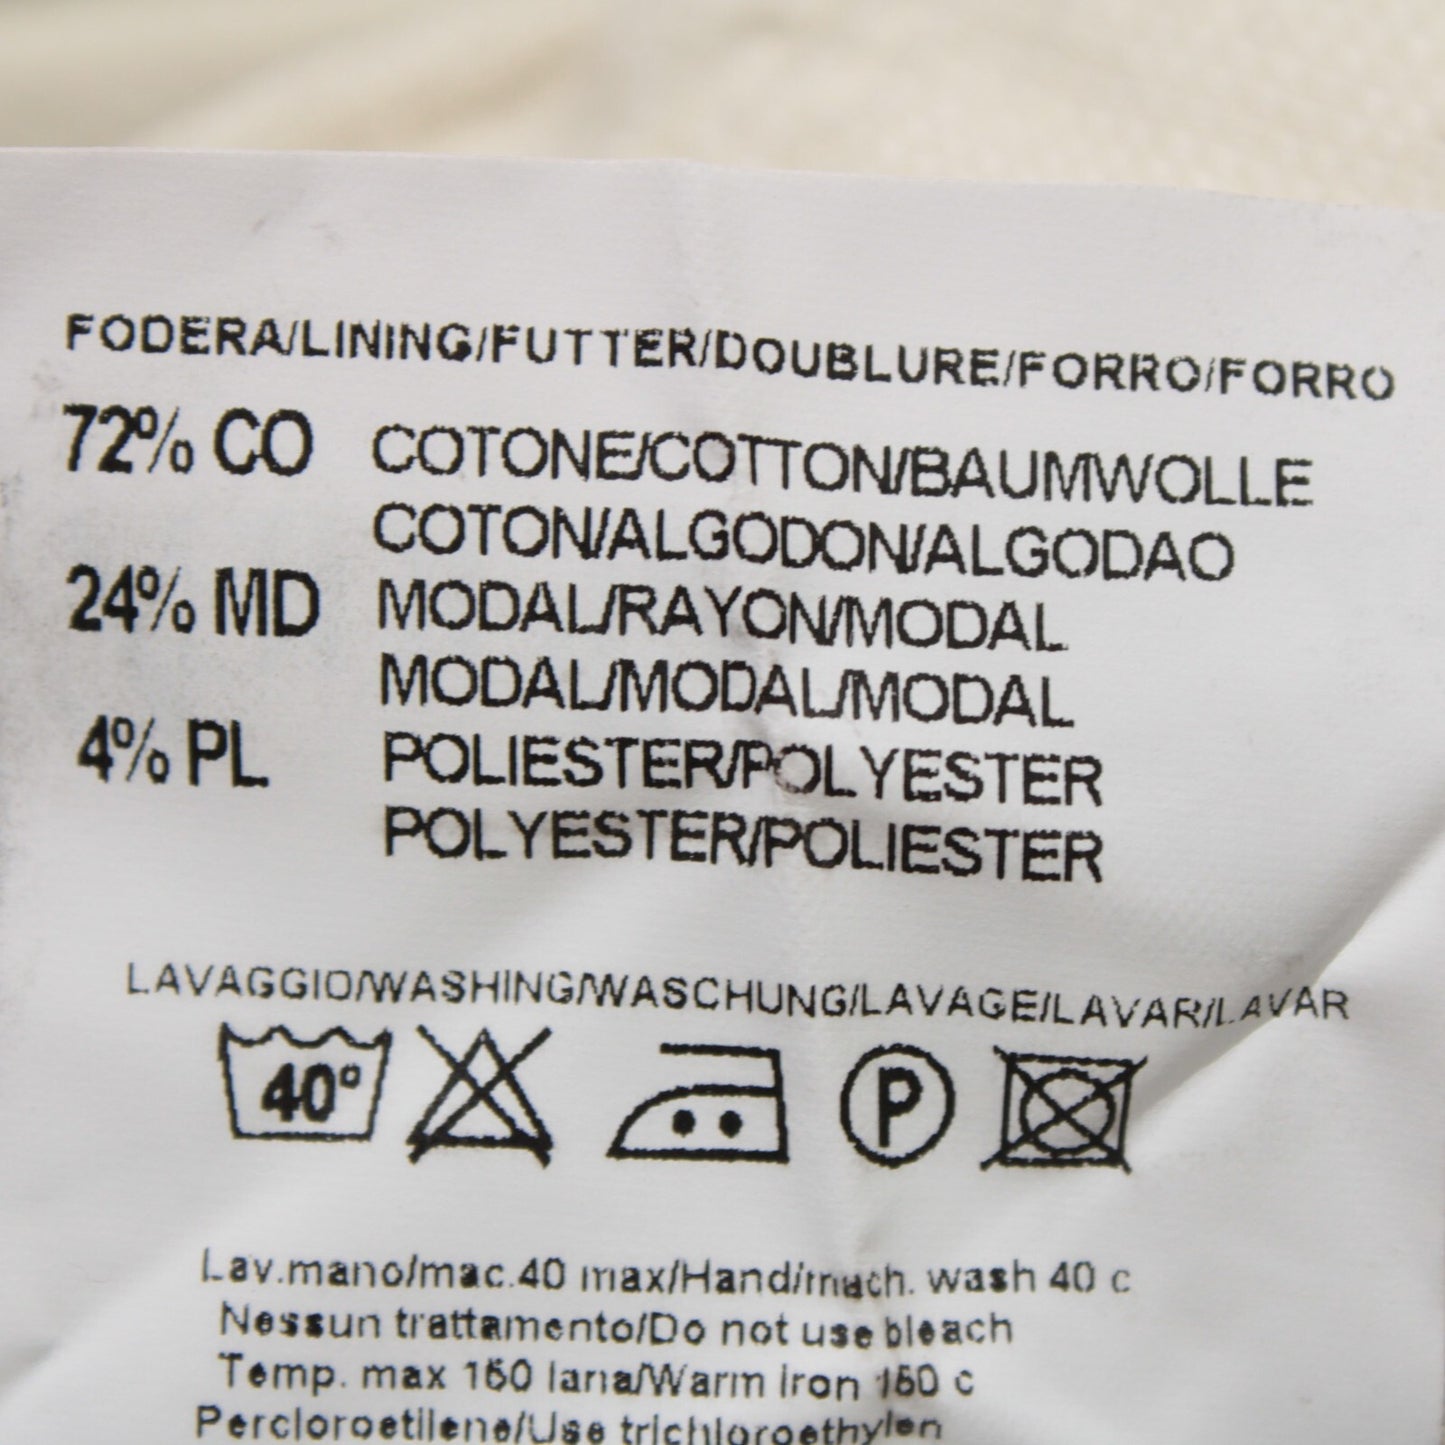 FODERA/LINING/FUTTER/DOUBLURE/FORRO/FORRO
72% CO COTONE/COTTON/BAUMWOLLE
COTON/ALGODON/ALGODAO
24% MD MODAL/RAYON/MODAL
MODAL/MODAL/MODAL
4% PL POLIESTER/POLYESTER
POLYESTER/POLIESTER
LAVAGGIO/WASHING/WASCHUNG/LAVAGE/LAVAR/LAVAR
40° P
Lav.mano/mac.40 max/Hand/mach. wash 40 c
Nessun trattamento/Do not use bleach
Temp. max 150 lana/Warm iron 150 c
Percloroetilene/Use trichloroethylen